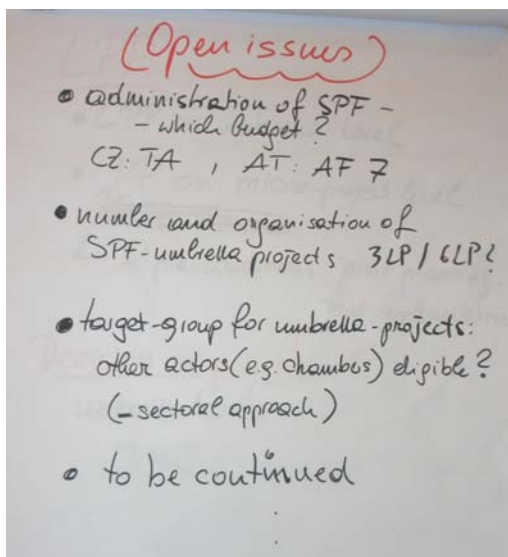 (Open issues)
• administration of SPF -
- which budget?
CZ: TA , AT: AF 7
• number and organisation of
SPF-umbrella projects 3LP / 6LP?
• target-group for umbrella-projects:
other actors (e.g. chambers) eligible?
(- sectoral approach)
• to be continued